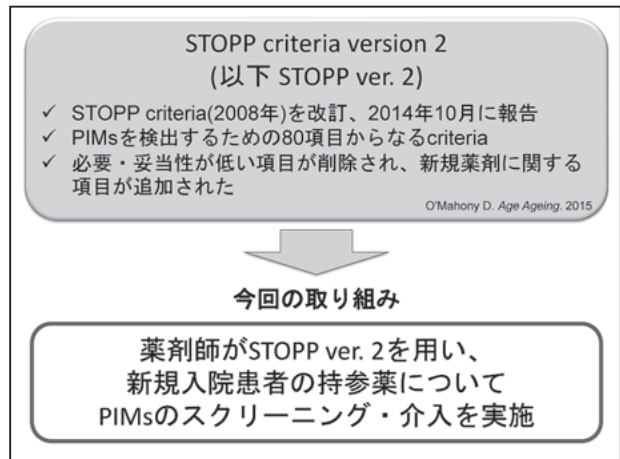 STOPP criteria version 2
(以下 STOPP ver. 2)
✓ STOPP criteria(2008年)を改訂、2014年10月に報告
✓ PIMsを検出するための80項目からなるcriteria
✓ 必要・妥当性が低い項目が削除され、新規薬剤に関する
項目が追加された
O'Mahony D. Age Ageing. 2015
今回の取り組み
薬剤師がSTOPP ver. 2を用い、
新規入院患者の持参薬について
PIMsのスクリーニング・介入を実施